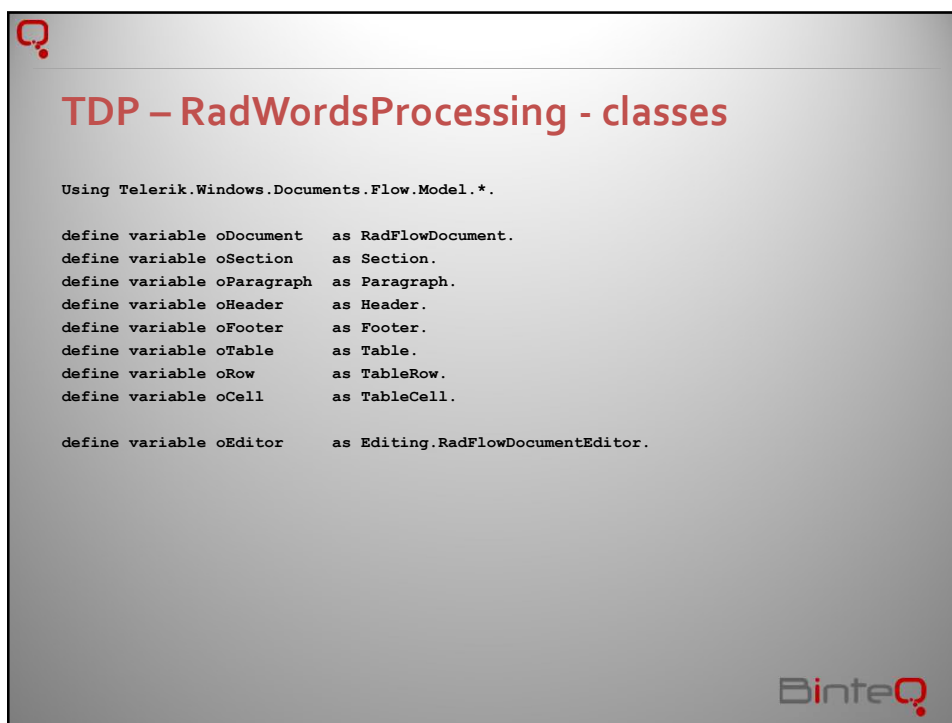 TDP – RadWordsProcessing - classes
Using Telerik.Windows.Documents.Flow.Model.*.
define variable oDocument as RadFlowDocument.
define variable oSection as Section.
define variable oParagraph as Paragraph.
define variable oHeader as Header.
define variable oFooter as Footer.
define variable oTable as Table.
define variable oRow as TableRow.
define variable oCell as TableCell.
define variable oEditor as Editing.RadFlowDocumentEditor.
BinteQ